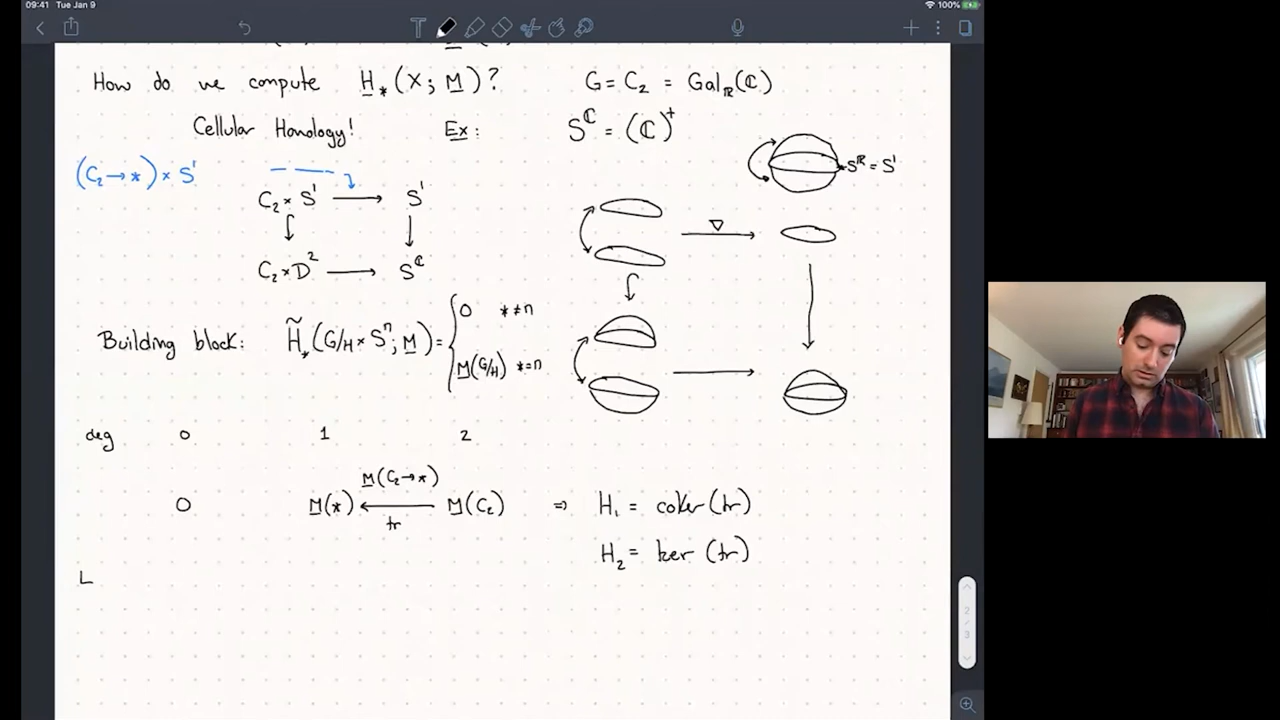 09:41 Tue Jan 9
100%
How do we compute H̲_*(X; M̲)? G = C₂ = Gal_ℝ(ℂ)
Cellular Homology! Ex: S^ℂ = (ℂ)⁺
(C₂ → *) × S¹
S^ℝ = S¹
C₂ × S¹ → S¹
∇
C₂ × D² → S^ℂ
Building block: H̃_*(G/H × Sⁿ; M̲) = { 0 * ≠ n
M̲(G/H) * = n
deg 0 1 2
M̲(C₂ → *)
0 M̲(*) ← M̲(C₂) ⇒ H₁ = coker (tr)
tr
H₂ = ker (tr)
L
2
/
3